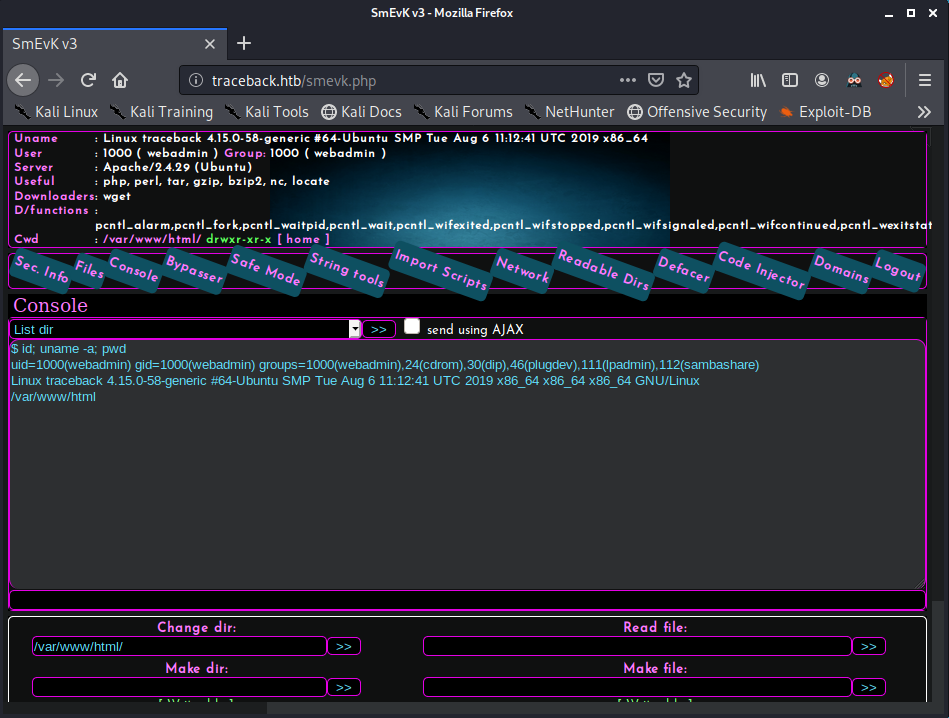 SmEvK v3 - Mozilla Firefox
SmEvK v3
traceback.htb/smevk.php
Kali Linux Kali Training Kali Tools Kali Docs Kali Forums NetHunter Offensive Security Exploit-DB
Uname : Linux traceback 4.15.0-58-generic #64-Ubuntu SMP Tue Aug 6 11:12:41 UTC 2019 x86_64
User : 1000 ( webadmin ) Group: 1000 ( webadmin )
Server : Apache/2.4.29 (Ubuntu)
Useful : php, perl, tar, gzip, bzip2, nc, locate
Downloaders: wget
D/functions :
pcntl_alarm,pcntl_fork,pcntl_waitpid,pcntl_wait,pcntl_wifexited,pcntl_wifstopped,pcntl_wifsignaled,pcntl_wifcontinued,pcntl_wexitstat
Cwd : /var/www/html/ drwxr-xr-x [ home ]
Sec. Info Files Console Bypasser Safe Mode String tools Import Scripts Network Readable Dirs Defacer Code Injector Domains Logout
Console
List dir >> send using AJAX
$ id; uname -a; pwd
uid=1000(webadmin) gid=1000(webadmin) groups=1000(webadmin),24(cdrom),30(dip),46(plugdev),111(lpadmin),112(sambashare)
Linux traceback 4.15.0-58-generic #64-Ubuntu SMP Tue Aug 6 11:12:41 UTC 2019 x86_64 x86_64 x86_64 GNU/Linux
/var/www/html
Change dir: Read file:
/var/www/html/ >> >>
Make dir: Make file:
>> >>